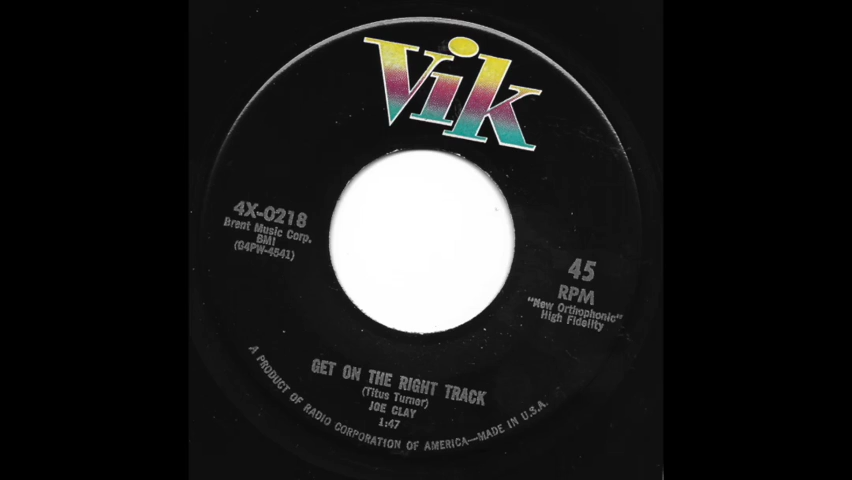 Vik
4X-0218
Brent Music Corp.
BMI
(G4PW-4541)
45
RPM
"New Orthophonic"
High Fidelity
GET ON THE RIGHT TRACK
(Titus Turner)
JOE CLAY
1:47
A PRODUCT OF RADIO CORPORATION OF AMERICA—MADE IN U.S.A.